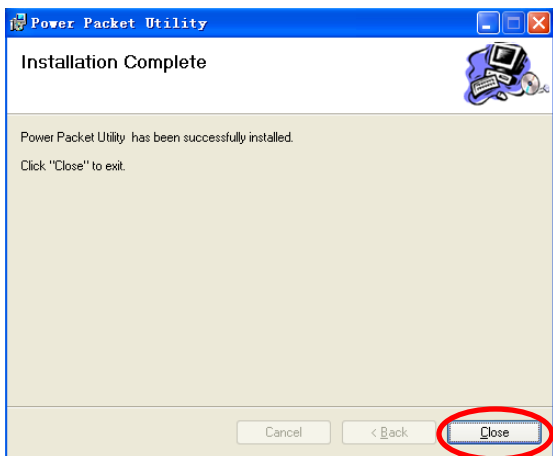 Power Packet Utility
Installation Complete
Power Packet Utility has been successfully installed.
Click "Close" to exit.
Cancel
< Back
Close